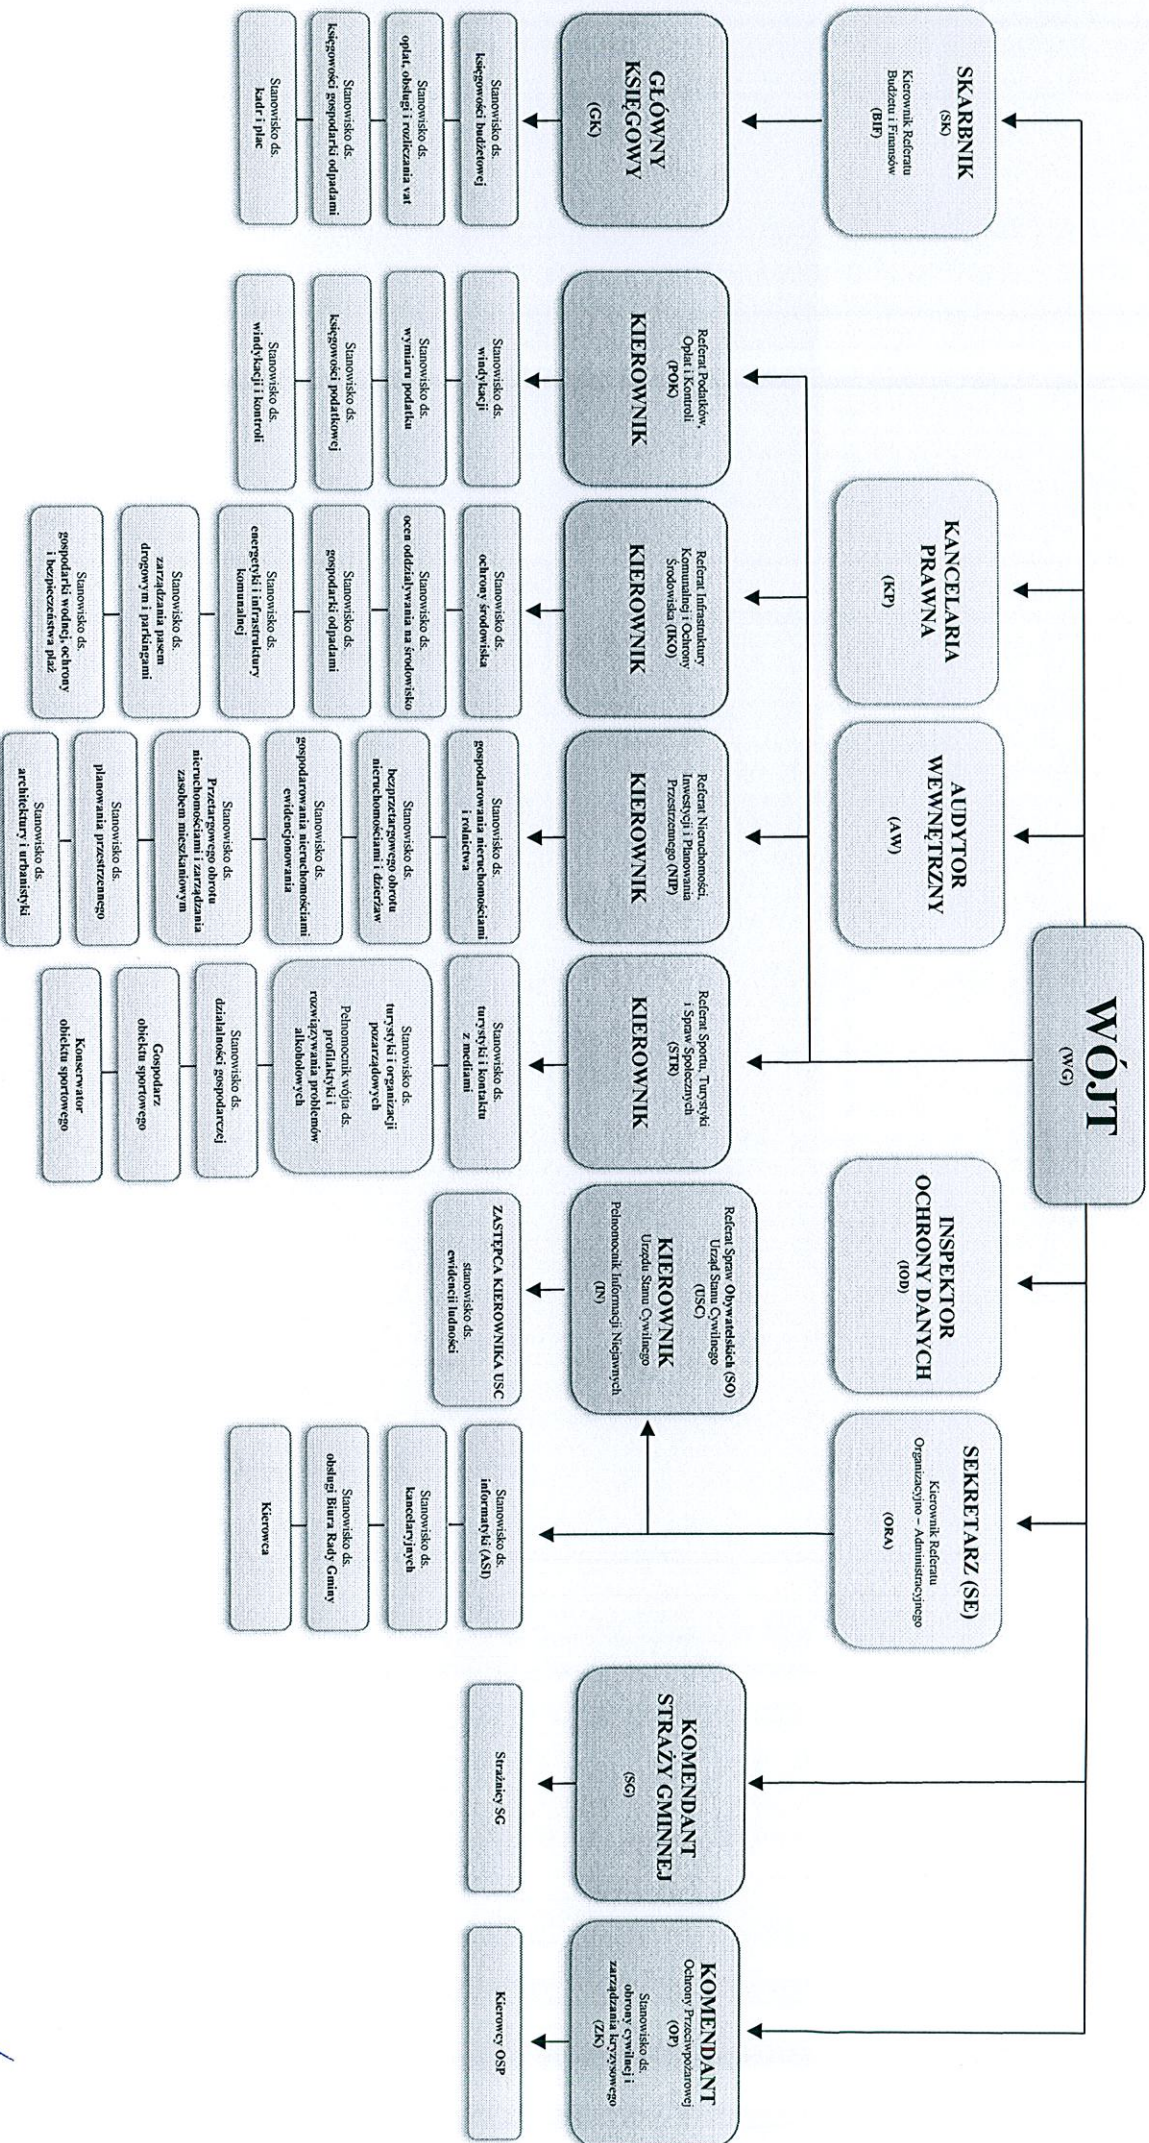 WÓJT
(WG)
SKARBNIK
(SK)
Kierownik Referatu
Budżetu i Finansów
(BIF)
KANCELARIA
PRAWNA
(KP)
AUDYTOR
WEWNĘTRZNY
(AW)
INSPEKTOR
OCHRONY DANYCH
(IOD)
SEKRETARZ (SE)
Kierownik Referatu
Organizacyjno – Administracyjnego
(ORA)
GŁÓWNY
KSIĘGOWY
(GK)
Stanowisko ds.
księgowości budżetowej
Stanowisko ds.
opłat, obsługi i rozliczania vat
Stanowisko ds.
księgowości gospodarki odpadami
Stanowisko ds.
kadr i płac
Referat Podatków,
Opłat i Kontroli
(POK)
KIEROWNIK
Stanowisko ds.
windykacji
Stanowisko ds.
wymiaru podatku
Stanowisko ds.
księgowości podatkowej
Stanowisko ds.
windykacji i kontroli
Referat Infrastruktury
Komunalnej i Ochrony
Środowiska (IKO)
KIEROWNIK
Stanowisko ds.
ochrony środowiska
Stanowisko ds.
ocen oddziaływania na środowisko
Stanowisko ds.
gospodarki odpadami
Stanowisko ds.
energetyki i infrastruktury
komunalnej
Stanowisko ds.
zarządzania pasem
drogowym i parkingami
Stanowisko ds.
gospodarki wodnej, ochrony
i bezpieczeństwa plaż
Referat Nieruchomości,
Inwestycji i Planowania
Przestrzennego (NIP)
KIEROWNIK
Stanowisko ds.
gospodarowania nieruchomościami
i rolnictwa
Stanowisko ds.
bezprzetargowego obrotu
nieruchomościami i dzierżaw
Stanowisko ds.
gospodarowania nieruchomościami
ewidencjonowania
Stanowisko ds.
Przetargowego obrotu
nieruchomościami i zarządzania
zasobem mieszkaniowym
Stanowisko ds.
planowania przestrzennego
Stanowisko ds.
architektury i urbanistyki
Referat Sportu, Turystyki
i Spraw Społecznych
(STR)
KIEROWNIK
Stanowisko ds.
turystyki i kontaktu
z mediami
Stanowisko ds.
turystyki i organizacji
pozarządowych
Pełnomocnik wójta ds.
profilaktyki i
rozwiązywania problemów
alkoholowych
Stanowisko ds.
działalności gospodarczej
Gospodarz
obiektu sportowego
Konserwator
obiektu sportowego
Referat Spraw Obywatelskich (SO)
Urząd Stanu Cywilnego
(USC)
KIEROWNIK
Urzędu Stanu Cywilnego
Pełnomocnik Informacji Niejawnych
(IN)
ZASTĘPCA KIEROWNIKA USC
stanowisko ds.
ewidencji ludności
Stanowisko ds.
informatyki (ASI)
Stanowisko ds.
kancelaryjnych
Stanowisko ds.
obsługi Biura Rady Gminy
Kierowca
KOMENDANT
STRAŻY GMINNEJ
(SG)
Strażnicy SG
KOMENDANT
Ochrony Przeciwpożarowej
(OP)
Stanowisko ds.
obrony cywilnej i
zarządzania kryzysowego
(ZK)
Kierowcy OSP